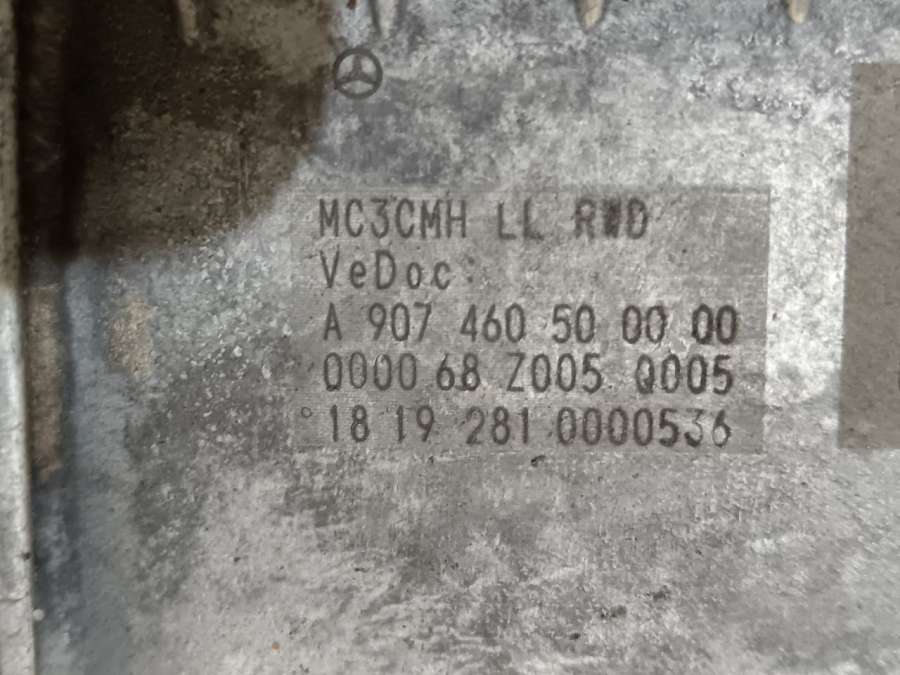 MC3CMH LL RWD
VeDoc:
A 907 460 50 00 00
0000 68 Z005 Q005
18 19 281 0000536